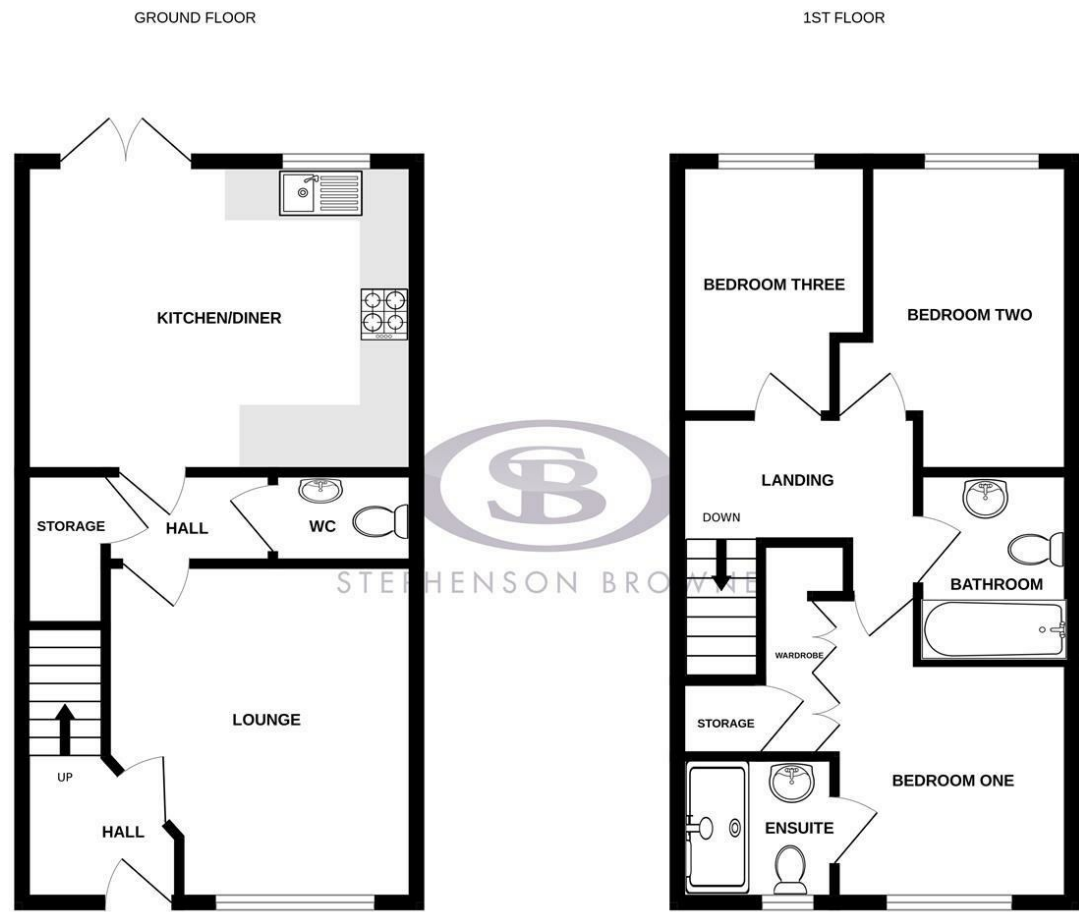 GROUND FLOOR
1ST FLOOR
KITCHEN/DINER
STORAGE
HALL
WC
LOUNGE
UP
HALL
BEDROOM THREE
BEDROOM TWO
LANDING
DOWN
BATHROOM
WARDROBE
STORAGE
BEDROOM ONE
ENSUITE
SB
STEPHENSON BROWNE